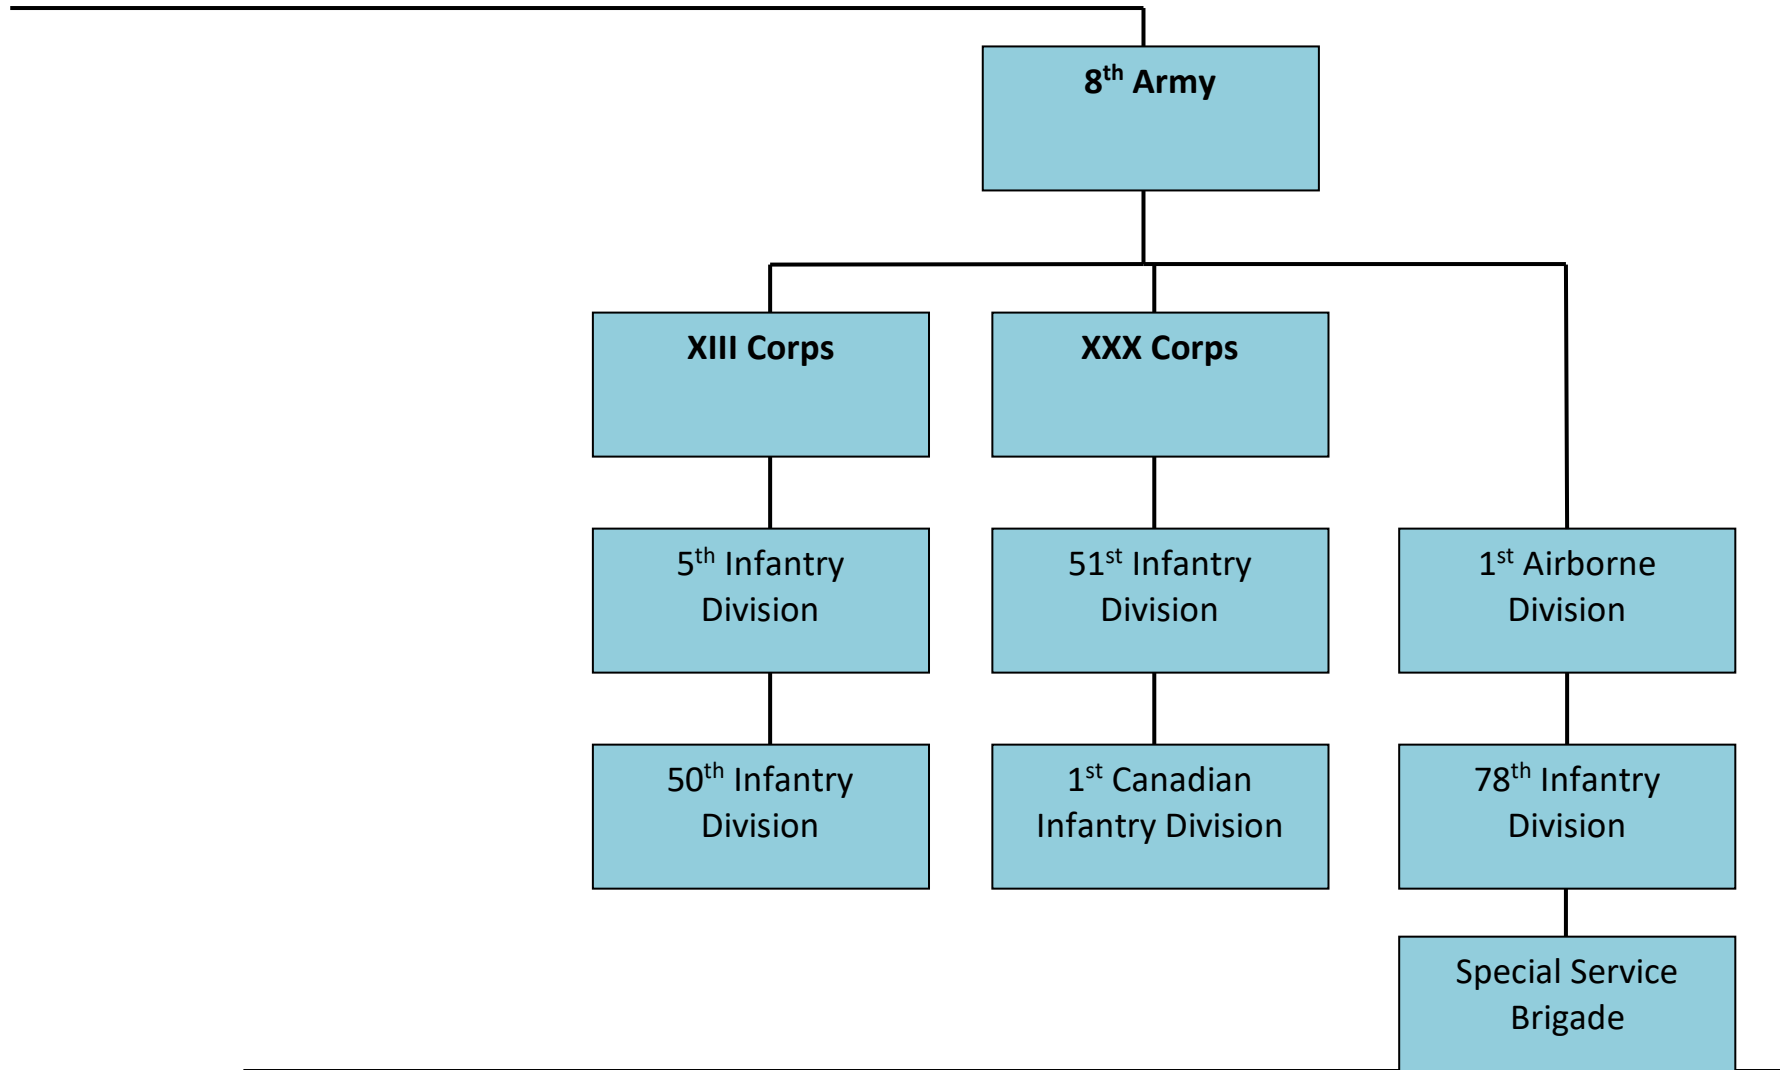 8th Army
XIII Corps
XXX Corps
5th Infantry
Division
51st Infantry
Division
1st Airborne
Division
50th Infantry
Division
1st Canadian
Infantry Division
78th Infantry
Division
Special Service
Brigade